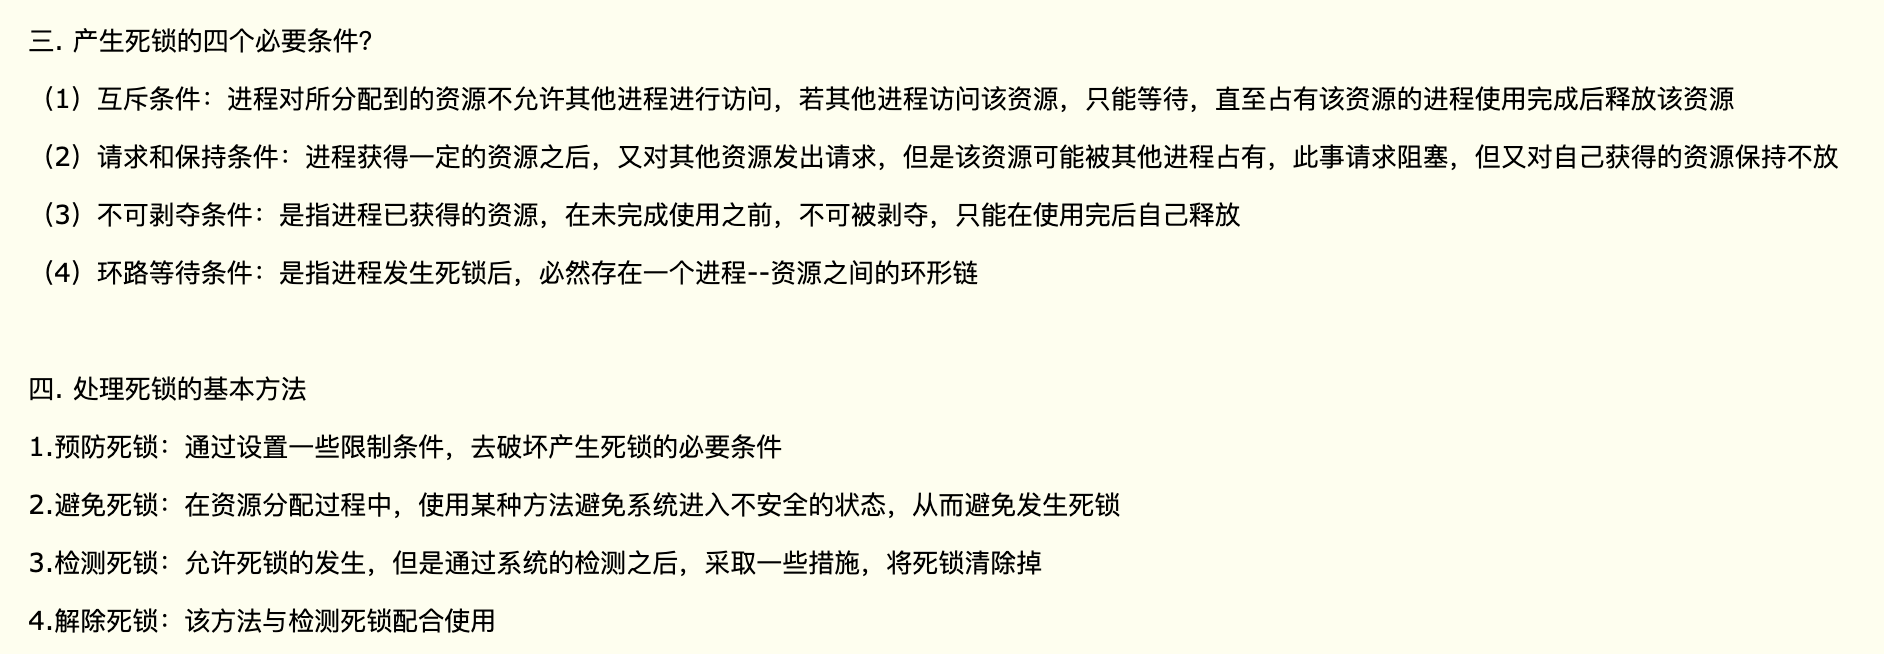 三. 产生死锁的四个必要条件?
（1）互斥条件：进程对所分配到的资源不允许其他进程进行访问，若其他进程访问该资源，只能等待，直至占有该资源的进程使用完成后释放该资源
（2）请求和保持条件：进程获得一定的资源之后，又对其他资源发出请求，但是该资源可能被其他进程占有，此事请求阻塞，但又对自己获得的资源保持不放
（3）不可剥夺条件：是指进程已获得的资源，在未完成使用之前，不可被剥夺，只能在使用完后自己释放
（4）环路等待条件：是指进程发生死锁后，必然存在一个进程--资源之间的环形链
四. 处理死锁的基本方法
1.预防死锁：通过设置一些限制条件，去破坏产生死锁的必要条件
2.避免死锁：在资源分配过程中，使用某种方法避免系统进入不安全的状态，从而避免发生死锁
3.检测死锁：允许死锁的发生，但是通过系统的检测之后，采取一些措施，将死锁清除掉
4.解除死锁：该方法与检测死锁配合使用